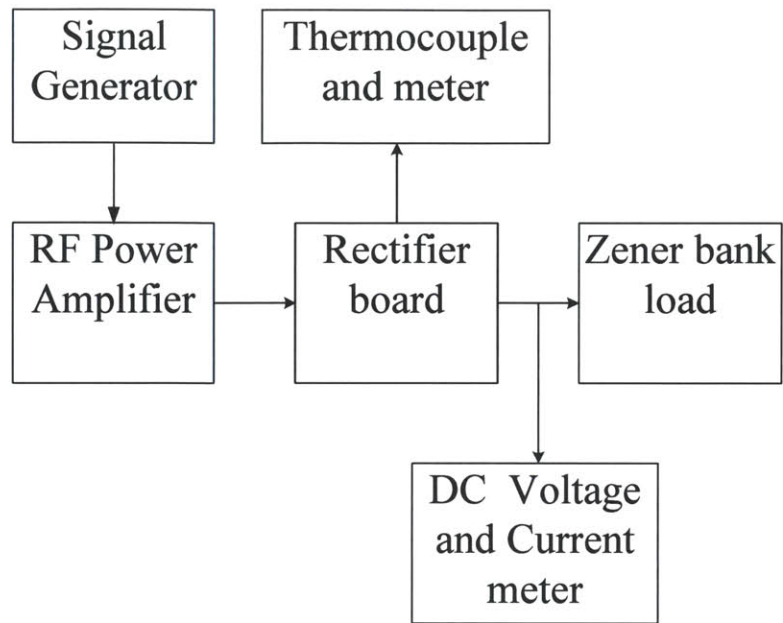 Signal
Generator
Thermocouple
and meter
RF Power
Amplifier
Rectifier
board
Zener bank
load
DC Voltage
and Current
meter